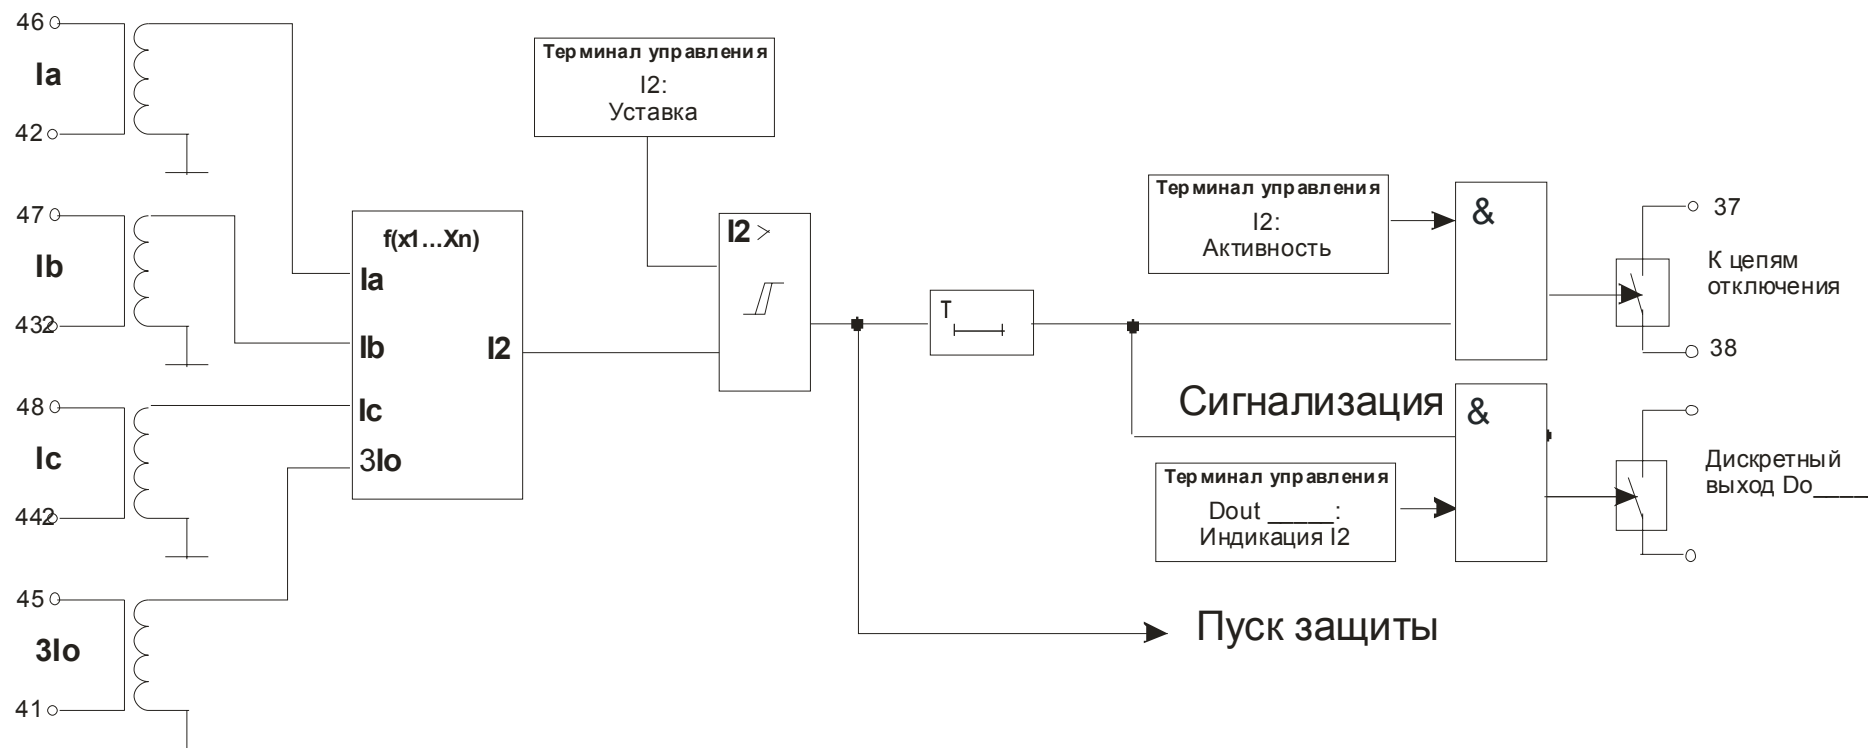 46
Ia
42
47
Ib
432
48
Ic
442
45
3Io
41
f(x1...Xn)
Ia
Ib
I2
Ic
3Io
Терминал управления
I2:
Уставка
I2 >
T
Терминал управления
I2:
Активность
&
37
К цепям
отключения
38
Сигнализация
&
Терминал управления
Dout _____:
Индикация I2
Дискретный
выход Do____
Пуск защиты